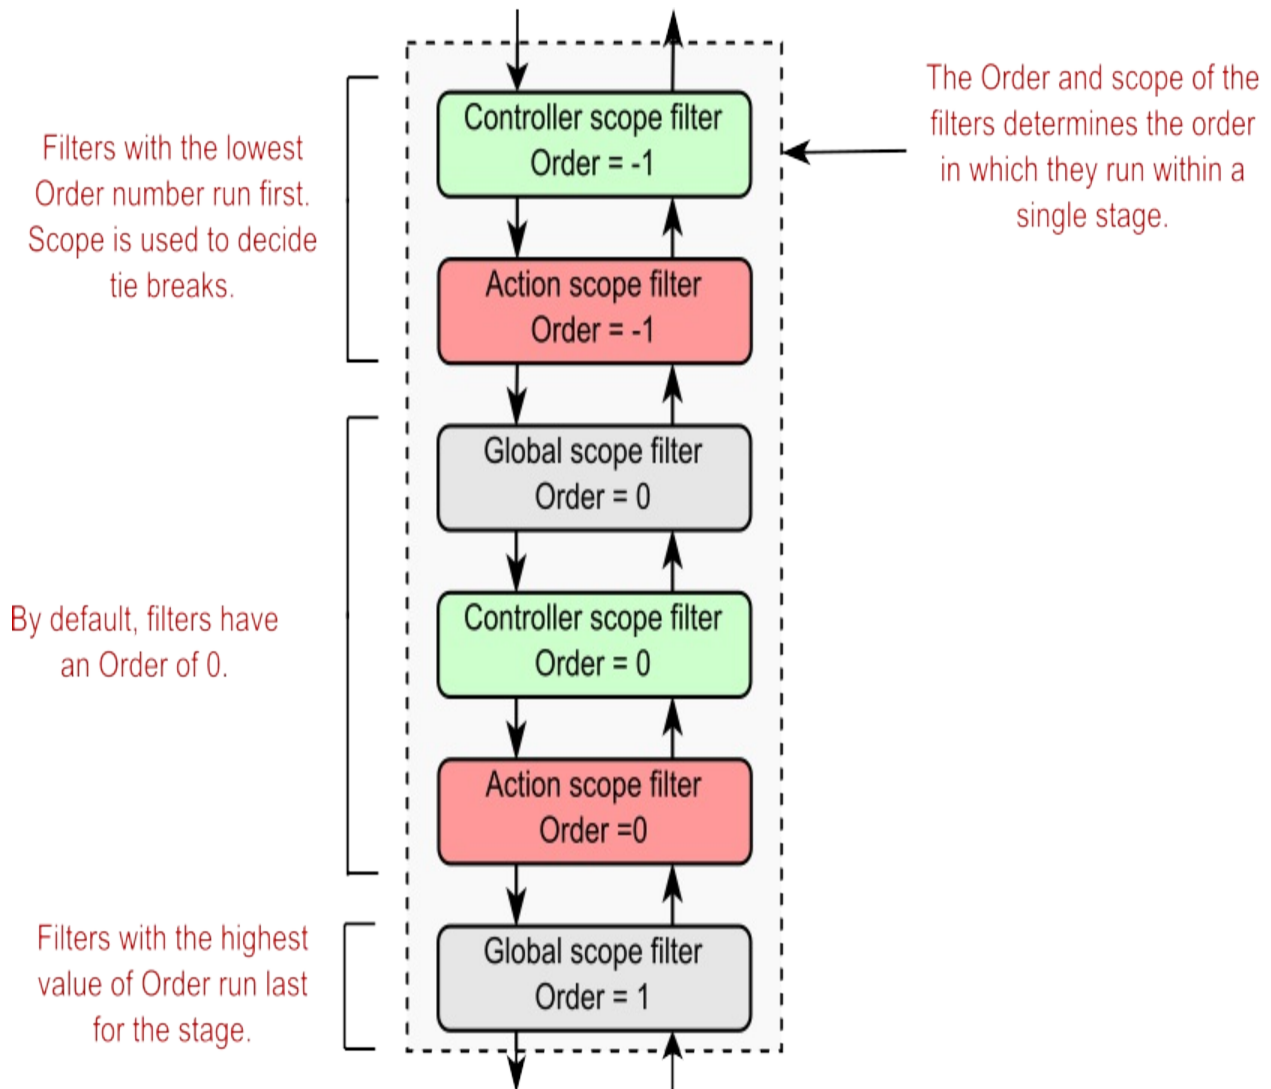 The Order and scope of the
filters determines the order
in which they run within a
single stage.
Filters with the lowest
Order number run first.
Scope is used to decide
tie breaks.
Controller scope filter
Order = -1
Action scope filter
Order = -1
By default, filters have
an Order of 0.
Global scope filter
Order = 0
Controller scope filter
Order = 0
Action scope filter
Order =0
Filters with the highest
value of Order run last
for the stage.
Global scope filter
Order = 1